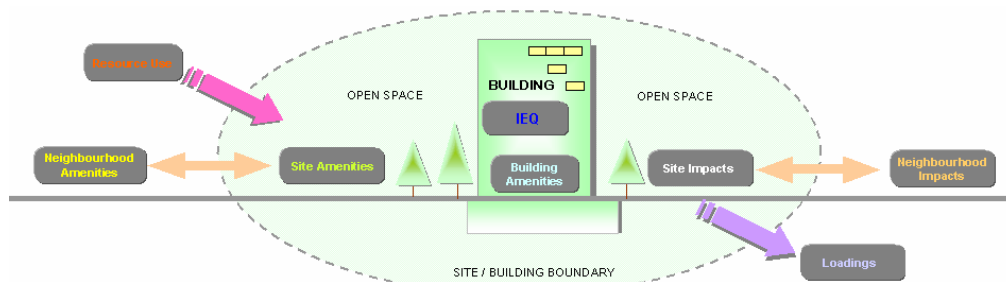 Resource Use
OPEN SPACE
BUILDING
OPEN SPACE
IEQ
Neighbourhood
Amenities
Site Amenities
Building
Amenities
Site Impacts
Neighbourhood
Impacts
Loadings
SITE / BUILDING BOUNDARY